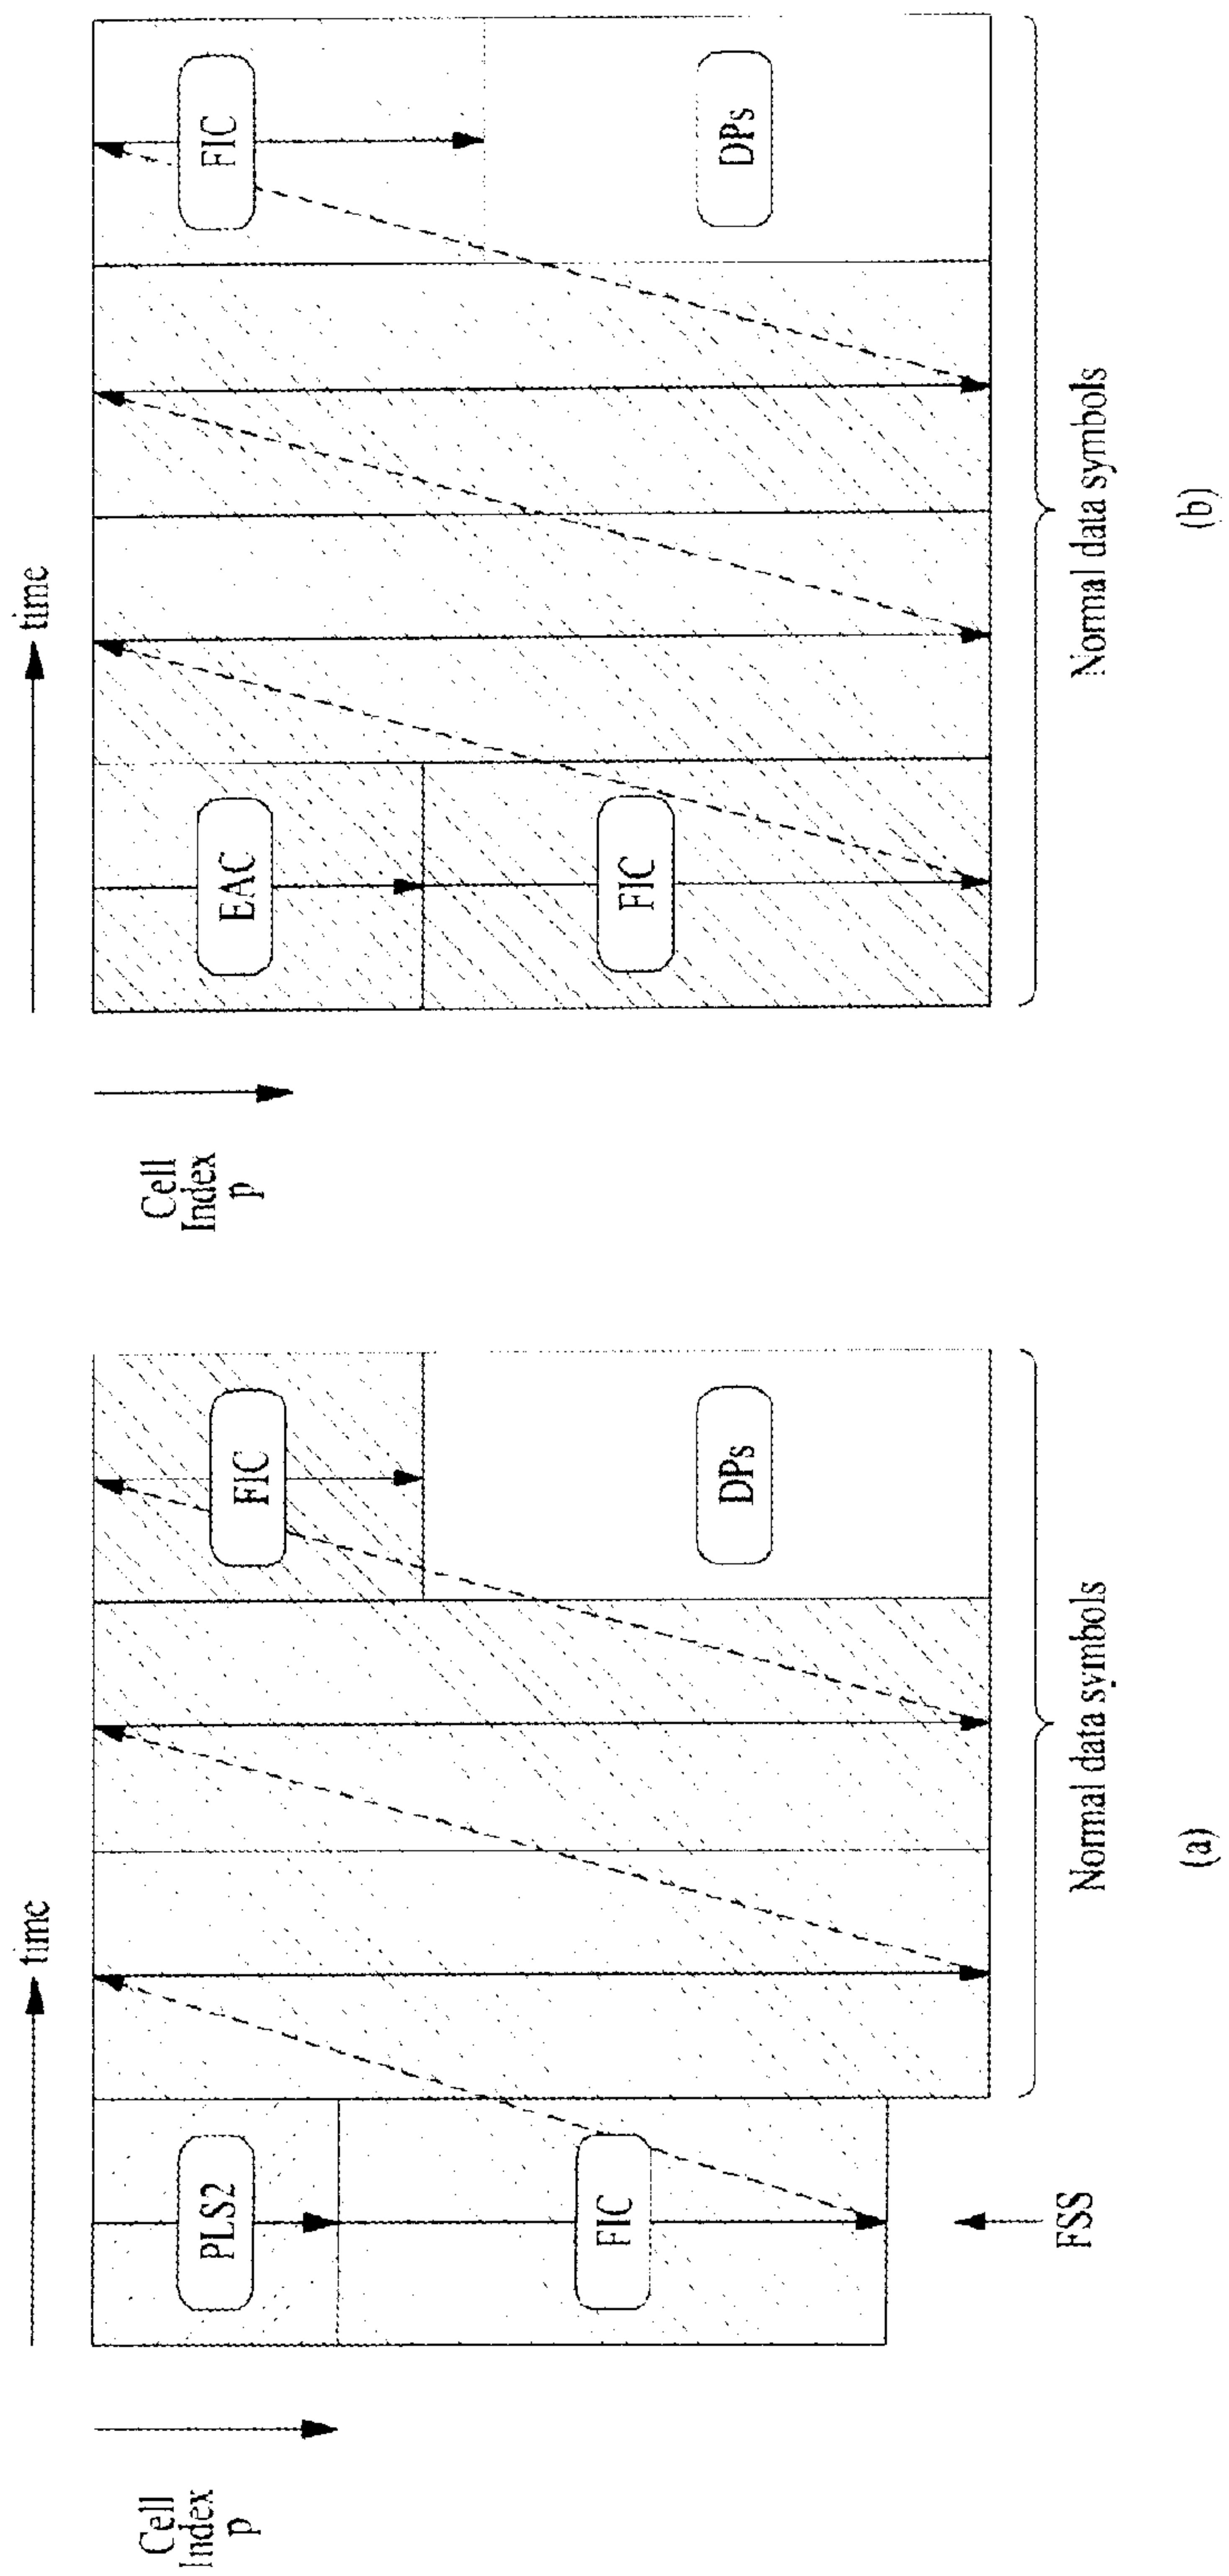 time
Cell
Index
p
PLS2
FIC
FIC
DPs
FSS
Normal data symbols
(a)
time
Cell
Index
p
EAC
FIC
FIC
DPs
Normal data symbols
(b)